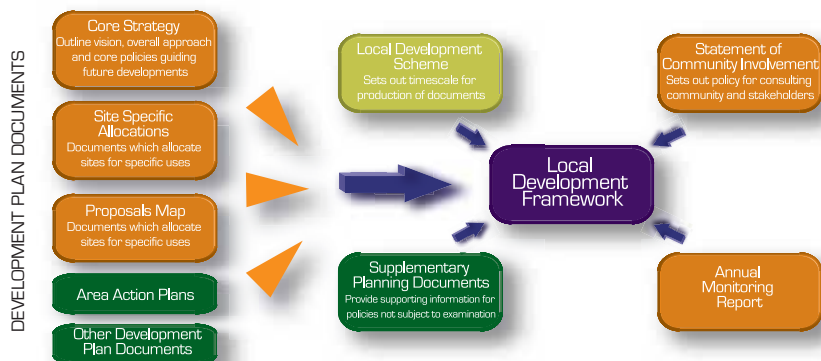 DEVELOPMENT PLAN DOCUMENTS
Core Strategy
Outline vision, overall approach
and core policies guiding
future developments
Site Specific
Allocations
Documents which allocate
sites for specific uses
Proposals Map
Documents which allocate
sites for specific uses
Area Action Plans
Other Development
Plan Documents
Local Development
Scheme
Sets out timescale for
production of documents
Supplementary
Planning Documents
Provide supporting information for
policies not subject to examination
Local
Development
Framework
Statement of
Community Involvement
Sets out policy for consulting
community and stakeholders
Annual
Monitoring
Report